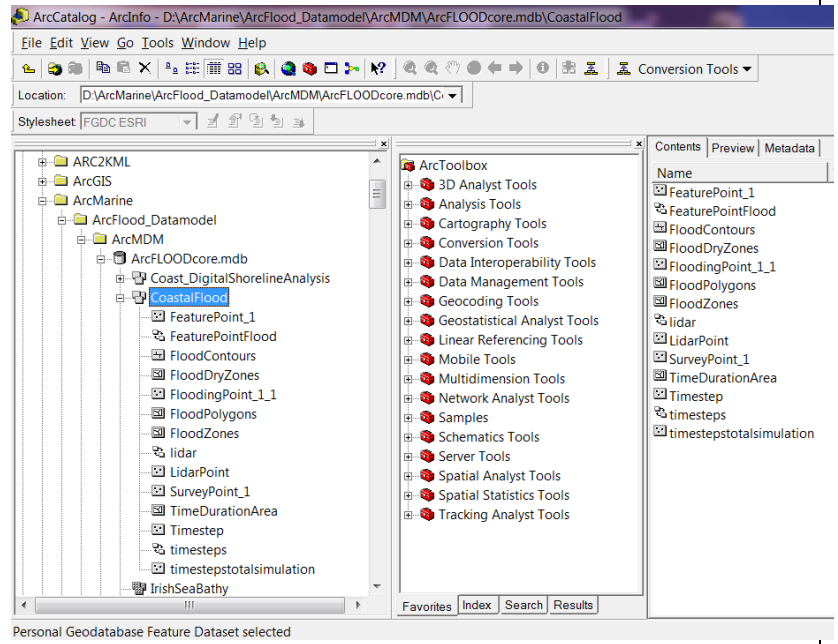 ArcCatalog - ArcInfo - D:\ArcMarine\ArcFlood_Datamodel\ArcMDM\ArcFLOODcore.mdb\CoastalFlood
File Edit View Go Tools Window Help
Conversion Tools
Location: D:\ArcMarine\ArcFlood_Datamodel\ArcMDM\ArcFLOODcore.mdb\C
Stylesheet FGDC ESRI
ARC2KML
ArcGIS
ArcMarine
ArcFlood_Datamodel
ArcMDM
ArcFLOODcore.mdb
Coast_DigitalShorelineAnalysis
CoastalFlood
FeaturePoint_1
FeaturePointFlood
FloodContours
FloodDryZones
FloodingPoint_1_1
FloodPolygons
FloodZones
lidar
LidarPoint
SurveyPoint_1
TimeDurationArea
Timestep
timesteps
timestepstotalsimulation
IrishSeaBathy
ArcToolbox
3D Analyst Tools
Analysis Tools
Cartography Tools
Conversion Tools
Data Interoperability Tools
Data Management Tools
Geocoding Tools
Geostatistical Analyst Tools
Linear Referencing Tools
Mobile Tools
Multidimension Tools
Network Analyst Tools
Samples
Schematics Tools
Server Tools
Spatial Analyst Tools
Spatial Statistics Tools
Tracking Analyst Tools
Favorites Index Search Results
Contents Preview Metadata
Name
FeaturePoint_1
FeaturePointFlood
FloodContours
FloodDryZones
FloodingPoint_1_1
FloodPolygons
FloodZones
lidar
LidarPoint
SurveyPoint_1
TimeDurationArea
Timestep
timesteps
timestepstotalsimulation
Personal Geodatabase Feature Dataset selected